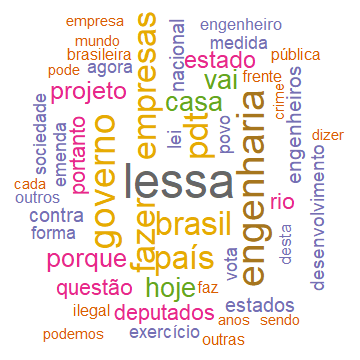 empresa
engenheiro
mundo
nacional
medida
brasileira
empresas
estado
pública
pode
agora
vai
frente
projeto
casa
crime
engenheiros
sociedade
emenda
portanto
governo
lei
pdt
povo
engenharia
dizer
lessa
cada
outros
fazer
rio
contra
brasil
desenvolvimento
forma
país
vota
desta
porque
questão
hoje
faz
estados
ilegal
deputados
anos
sendo
podemos
exercício
outras